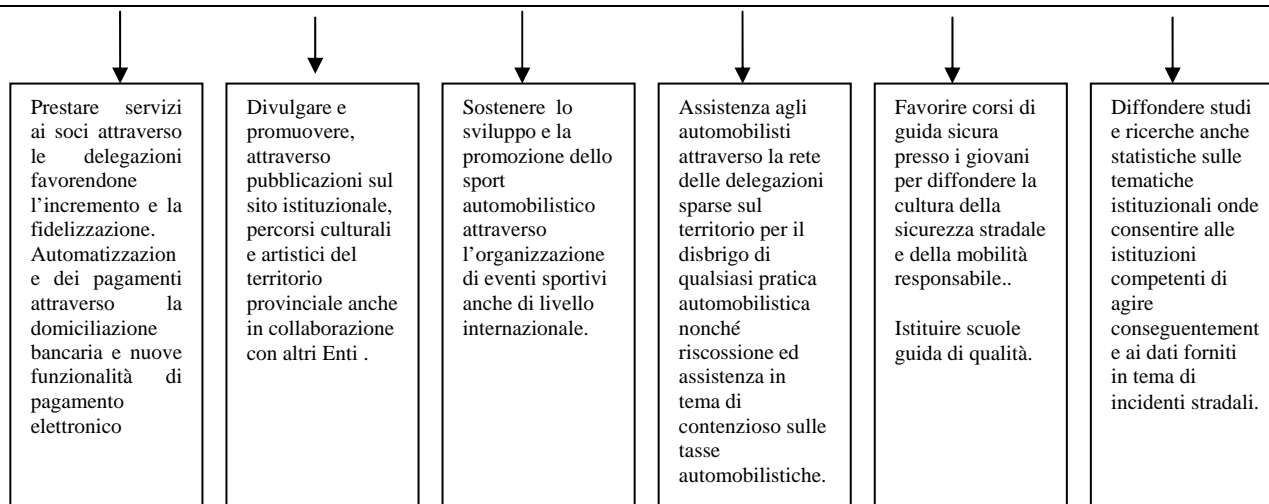 Prestare servizi
ai soci attraverso
le delegazioni
favorendone
l'incremento e la
fidelizzazione.
Automatizzazion
e dei pagamenti
attraverso la
domiciliazione
bancaria e nuove
funzionalità di
pagamento
elettronico
Divulgare e
promuovere,
attraverso
pubblicazioni sul
sito istituzionale,
percorsi culturali
e artistici del
territorio
provinciale anche
in collaborazione
con altri Enti .
Sostenere lo
sviluppo e la
promozione dello
sport
automobilistico
attraverso
l'organizzazione
di eventi sportivi
anche di livello
internazionale.
Assistenza agli
automobilisti
attraverso la rete
delle delegazioni
sparse sul
territorio per il
disbrigo di
qualsiasi pratica
automobilistica
nonché
riscossione ed
assistenza in
tema di
contenzioso sulle
tasse
automobilistiche.
Favorire corsi di
guida sicura
presso i giovani
per diffondere la
cultura della
sicurezza stradale
e della mobilità
responsabile..
Istituire scuole
guida di qualità.
Diffondere studi
e ricerche anche
statistiche sulle
tematiche
istituzionali onde
consentire alle
istituzioni
competenti di
agire
conseguentement
e ai dati forniti
in tema di
incidenti stradali.